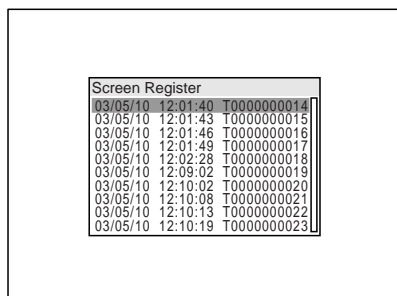 Screen Register
03/05/10 12:01:40 T0000000014
03/05/10 12:01:43 T0000000015
03/05/10 12:01:46 T0000000016
03/05/10 12:01:49 T0000000017
03/05/10 12:02:28 T0000000018
03/05/10 12:09:02 T0000000019
03/05/10 12:10:02 T0000000020
03/05/10 12:10:08 T0000000021
03/05/10 12:10:13 T0000000022
03/05/10 12:10:19 T0000000023